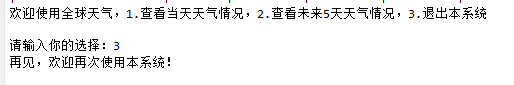 欢迎使用全球天气，1.查看当天天气情况，2.查看未来5天天气情况，3.退出本系统
请输入你的选择：3
再见，欢迎再次使用本系统！